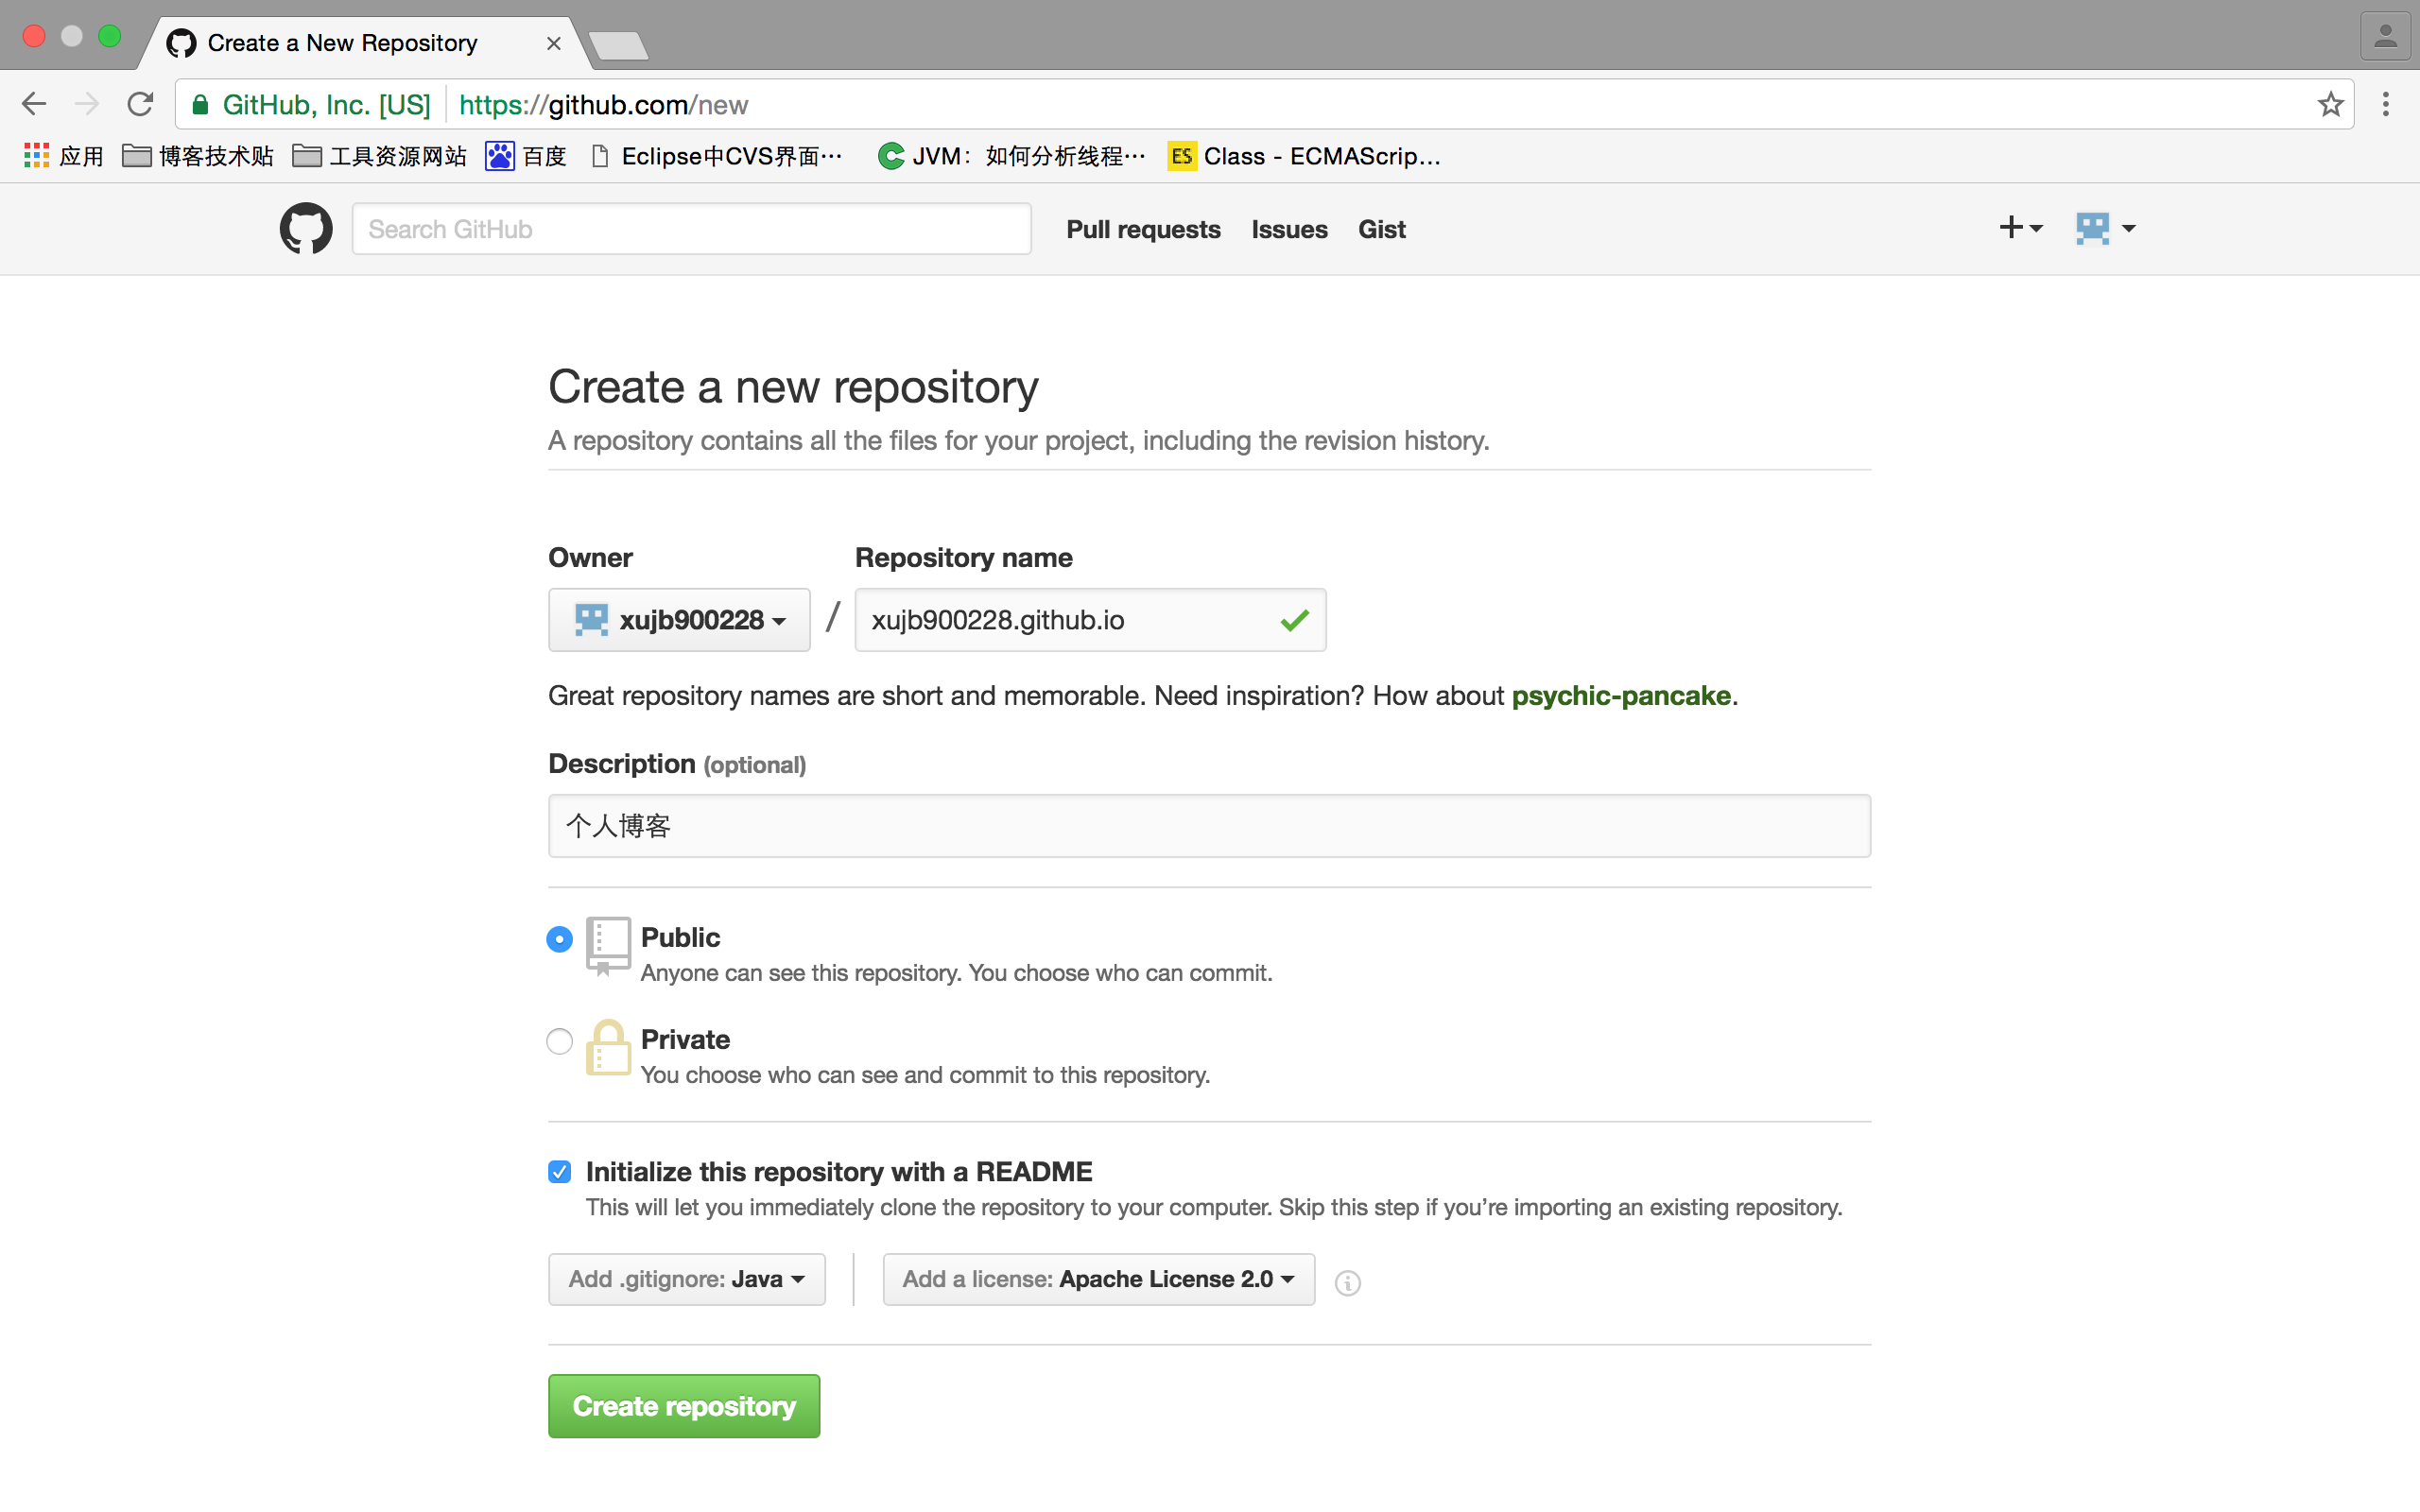 Create a New Repository
GitHub, Inc. [US] https://github.com/new
应用 博客技术贴 工具资源网站 百度 Eclipse中CVS界面… JVM：如何分析线程… ES Class - ECMAScrip...
Search GitHub Pull requests Issues Gist
Create a new repository
A repository contains all the files for your project, including the revision history.
Owner Repository name
xujb900228 / xujb900228.github.io
Great repository names are short and memorable. Need inspiration? How about psychic-pancake.
Description (optional)
个人博客
Public
Anyone can see this repository. You choose who can commit.
Private
You choose who can see and commit to this repository.
Initialize this repository with a README
This will let you immediately clone the repository to your computer. Skip this step if you’re importing an existing repository.
Add .gitignore: Java Add a license: Apache License 2.0
Create repository